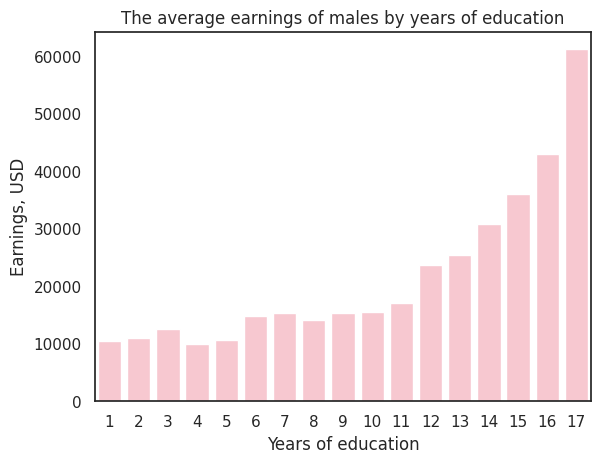 The average earnings of males by years of education
60000
50000
40000
30000
20000
10000
0
Earnings, USD
1 2 3 4 5 6 7 8 9 10 11 12 13 14 15 16 17
Years of education